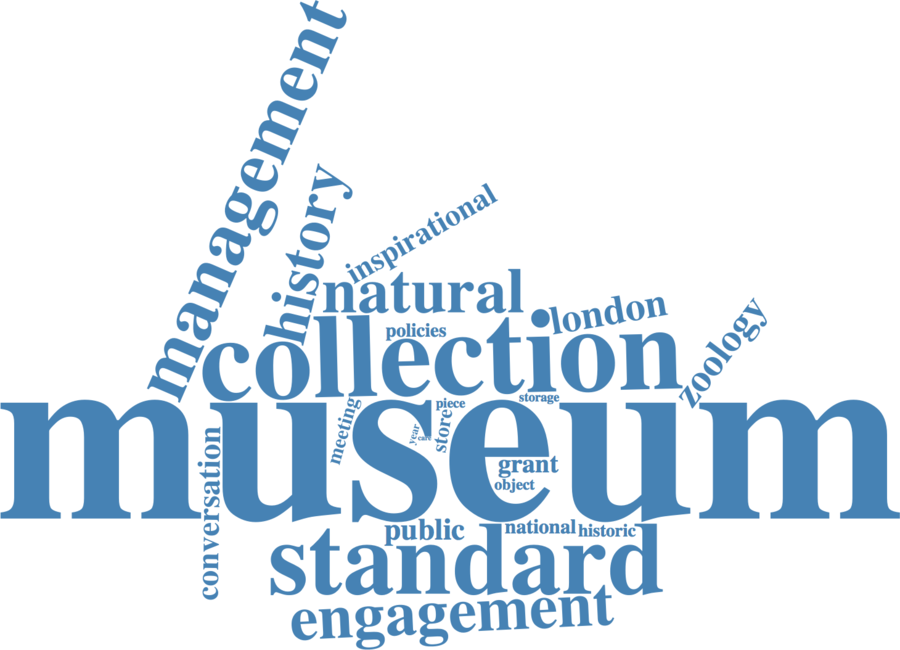 management
history
inspirational
natural
london
policies
collection
zoology
storage
museum
meeting
piece
store
year
care
grant
object
conversation
public
national
historic
standard
engagement